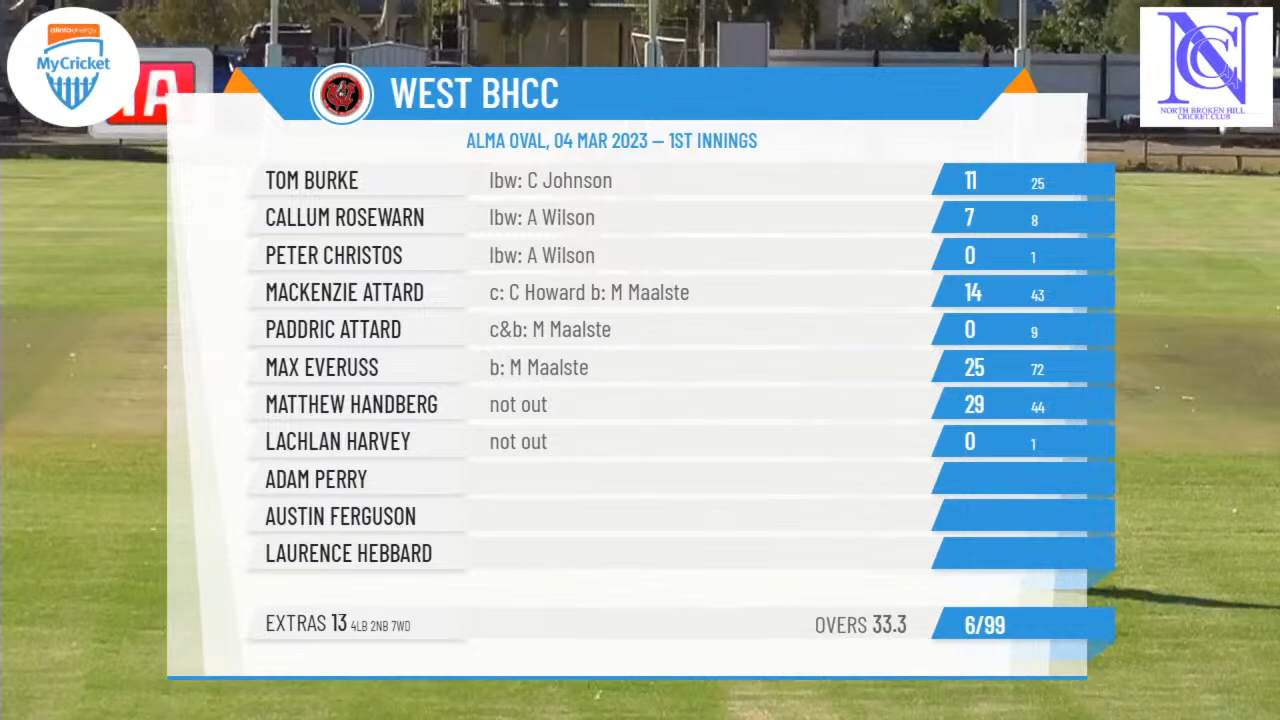 alintaenergy
MyCricket
WEST BHCC
NORTH BROKEN HILL
CRICKET CLUB
ALMA OVAL, 04 MAR 2023 – 1ST INNINGS
TOM BURKE lbw: C Johnson 11 25
CALLUM ROSEWARN lbw: A Wilson 7 8
PETER CHRISTOS lbw: A Wilson 0 1
MACKENZIE ATTARD c: C Howard b: M Maalste 14 43
PADDRIC ATTARD c&b: M Maalste 0 9
MAX EVERUSS b: M Maalste 25 72
MATTHEW HANDBERG not out 29 44
LACHLAN HARVEY not out 0 1
ADAM PERRY
AUSTIN FERGUSON
LAURENCE HEBBARD
EXTRAS 13 4LB 2NB 7WD OVERS 33.3 6/99